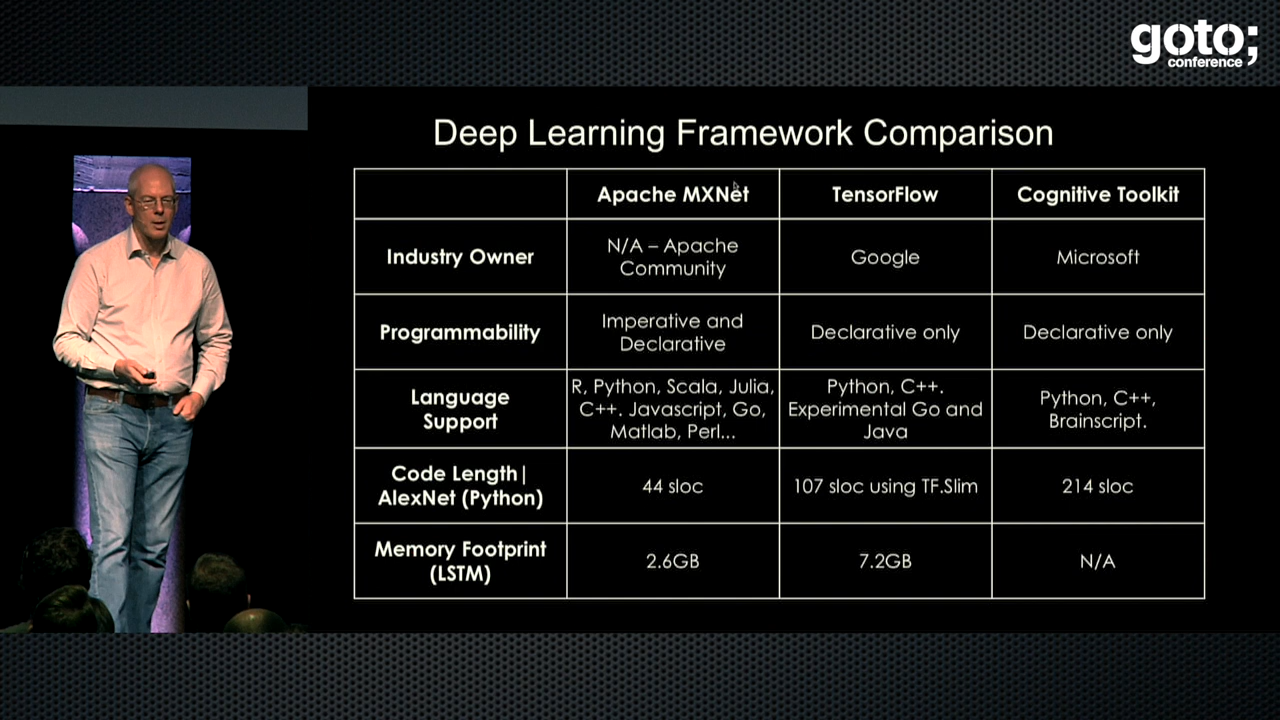 goto;
conference
Deep Learning Framework Comparison
Apache MXNet
TensorFlow
Cognitive Toolkit
Industry Owner
N/A – Apache
Community
Google
Microsoft
Programmability
Imperative and
Declarative
Declarative only
Declarative only
Language
Support
R, Python, Scala, Julia,
C++. Javascript, Go,
Matlab, Perl...
Python, C++.
Experimental Go and
Java
Python, C++,
Brainscript.
Code Length|
AlexNet (Python)
44 sloc
107 sloc using TF.Slim
214 sloc
Memory Footprint
(LSTM)
2.6GB
7.2GB
N/A